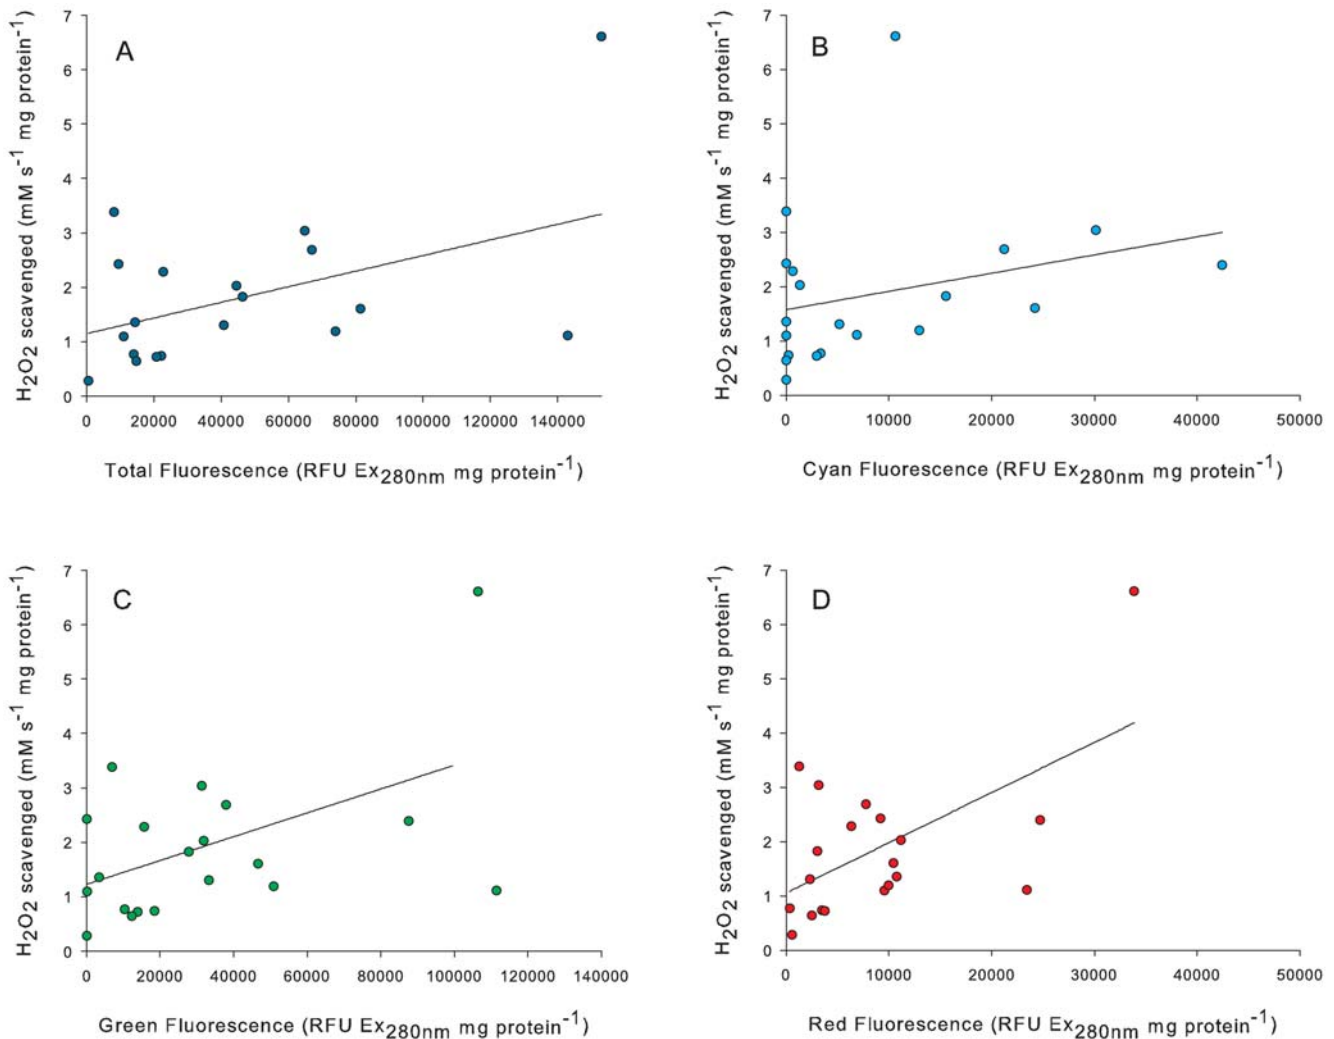 A
H₂O₂ scavenged (mM s⁻¹ mg protein⁻¹)
7
6
5
4
3
2
1
0
0 20000 40000 60000 80000 100000 120000 140000
Total Fluorescence (RFU Ex₂₈₀ₙₘ mg protein⁻¹)
B
H₂O₂ scavenged (mM s⁻¹ mg protein⁻¹)
7
6
5
4
3
2
1
0
0 10000 20000 30000 40000 50000
Cyan Fluorescence (RFU Ex₂₈₀ₙₘ mg protein⁻¹)
C
H₂O₂ scavenged (mM s⁻¹ mg protein⁻¹)
7
6
5
4
3
2
1
0
0 20000 40000 60000 80000 100000 120000 140000
Green Fluorescence (RFU Ex₂₈₀ₙₘ mg protein⁻¹)
D
H₂O₂ scavenged (mM s⁻¹ mg protein⁻¹)
7
6
5
4
3
2
1
0
0 10000 20000 30000 40000 50000
Red Fluorescence (RFU Ex₂₈₀ₙₘ mg protein⁻¹)